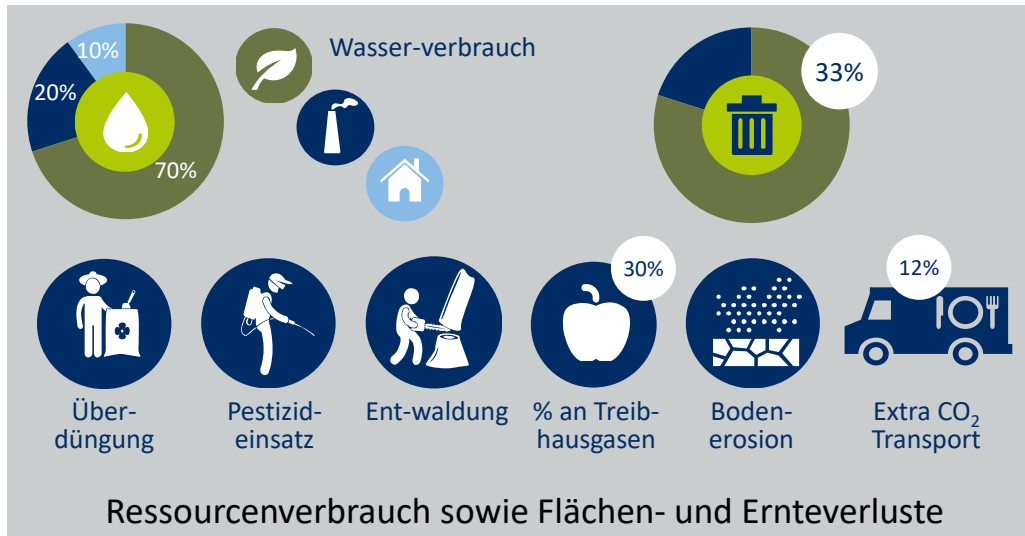 10%
20%
70%
Wasser-verbrauch
33%
30%
12%
Über-
düngung
Pestizid-
einsatz
Ent-waldung
% an Treib-
hausgasen
Boden-
erosion
Extra CO₂
Transport
Ressourcenverbrauch sowie Flächen- und Ernteverluste